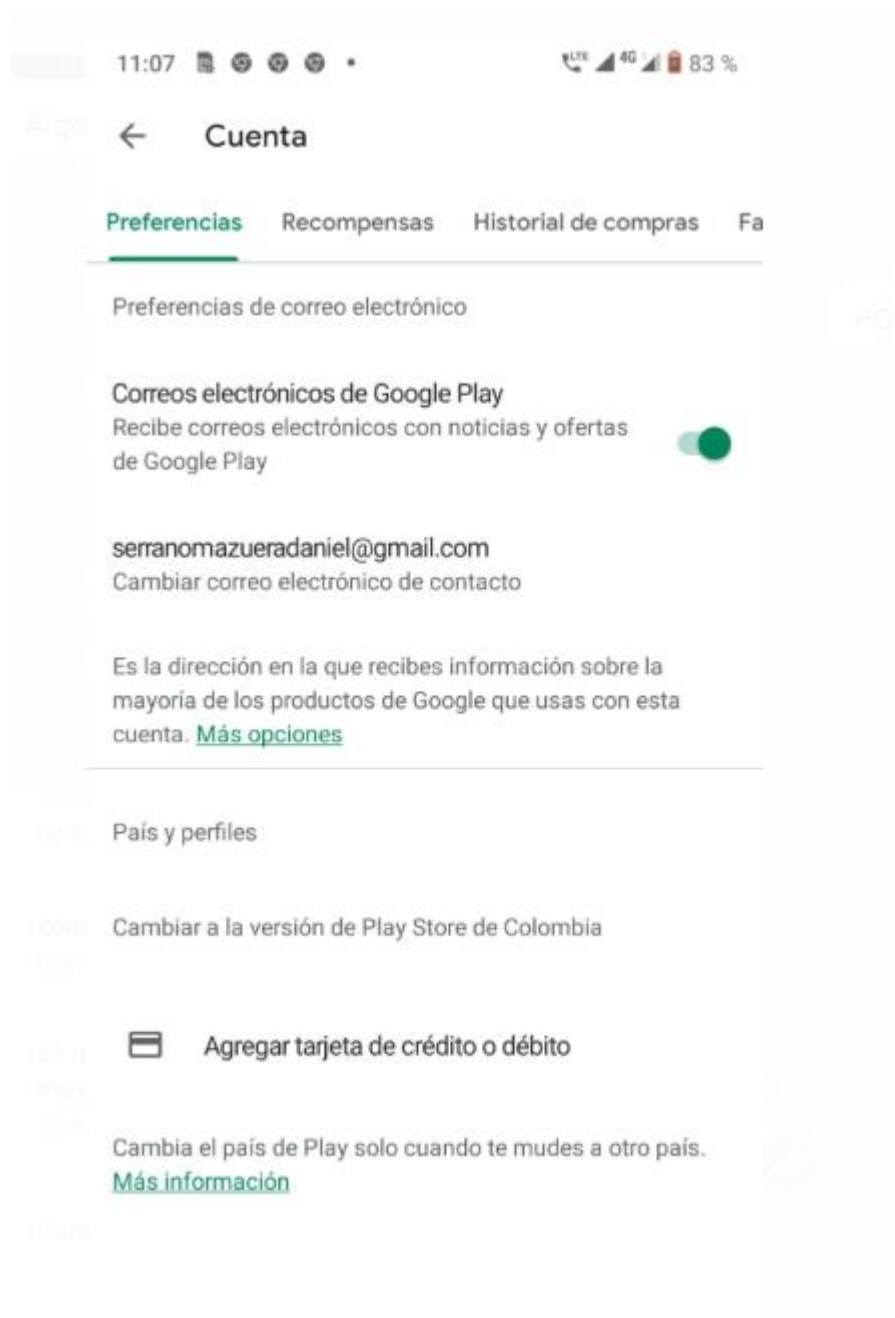 11:07 LTE 4G 83 %
Cuenta
Preferencias Recompensas Historial de compras Fa
Preferencias de correo electrónico
Correos electrónicos de Google Play
Recibe correos electrónicos con noticias y ofertas
de Google Play
serranomazueradaniel@gmail.com
Cambiar correo electrónico de contacto
Es la dirección en la que recibes información sobre la
mayoría de los productos de Google que usas con esta
cuenta. Más opciones
País y perfiles
Cambiar a la versión de Play Store de Colombia
Agregar tarjeta de crédito o débito
Cambia el país de Play solo cuando te mudes a otro país.
Más información